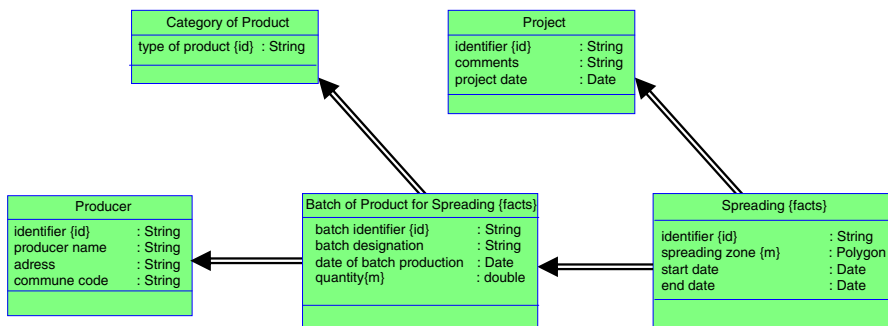 Category of Product
type of product {id} : String
Project
identifier {id} : String
comments : String
project date : Date
Producer
identifier {id} : String
producer name : String
adress : String
commune code : String
Batch of Product for Spreading {facts}
batch identifier {id} : String
batch designation : String
date of batch production : Date
quantity{m} : double
Spreading {facts}
identifier {id} : String
spreading zone {m} : Polygon
start date : Date
end date : Date